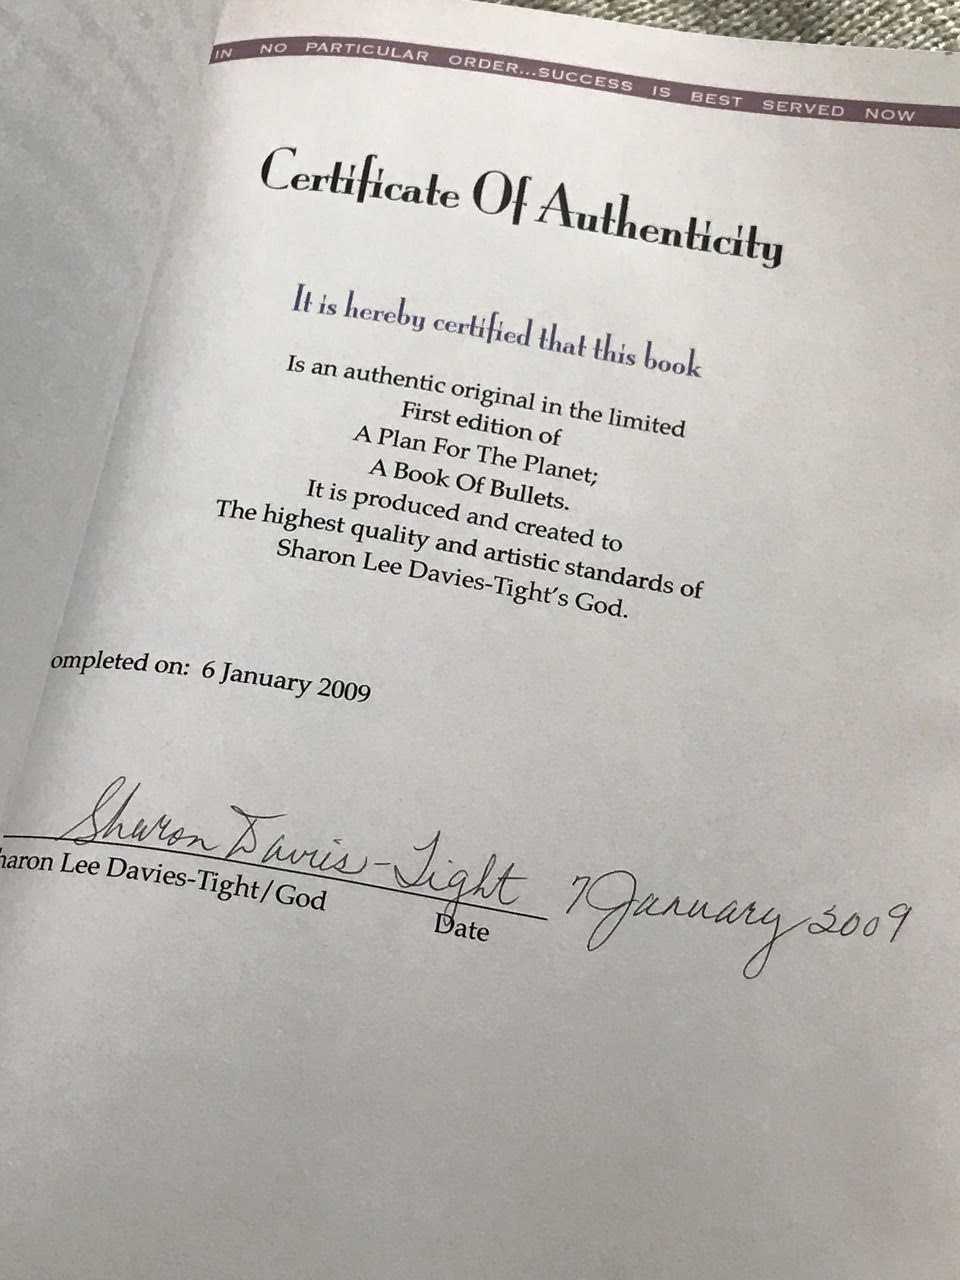 IN NO PARTICULAR ORDER...SUCCESS IS BEST SERVED NOW
Certificate Of Authenticity
It is hereby certified that this book
Is an authentic original in the limited
First edition of
A Plan For The Planet;
A Book Of Bullets.
It is produced and created to
The highest quality and artistic standards of
Sharon Lee Davies-Tight's God.
ompleted on: 6 January 2009
Sharon Davies-Tight 7 January 2009
haron Lee Davies-Tight/God
Date